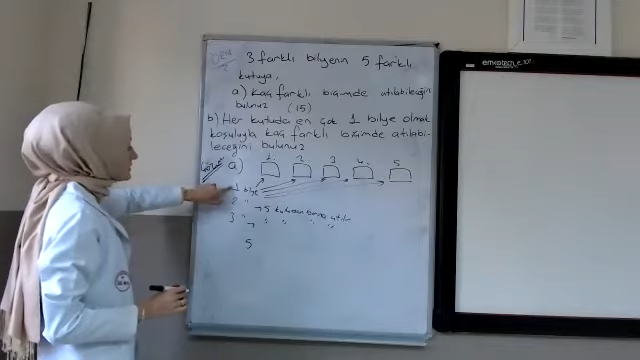 3 farklı bilyenin 5 farklı
kutuya,
a) Kaç farklı biçimde atılabileceğini
bulunuz (15)
b) Her kutuda en çok 1 bilye olmak
koşuluyla kaç farklı biçimde atılabi-
leceğini bulunuz
a) 1. 2. 3 4. 5
1 bilye
2 "
→ 5 kutudan birine atılır
3 "
→ " " " "
5